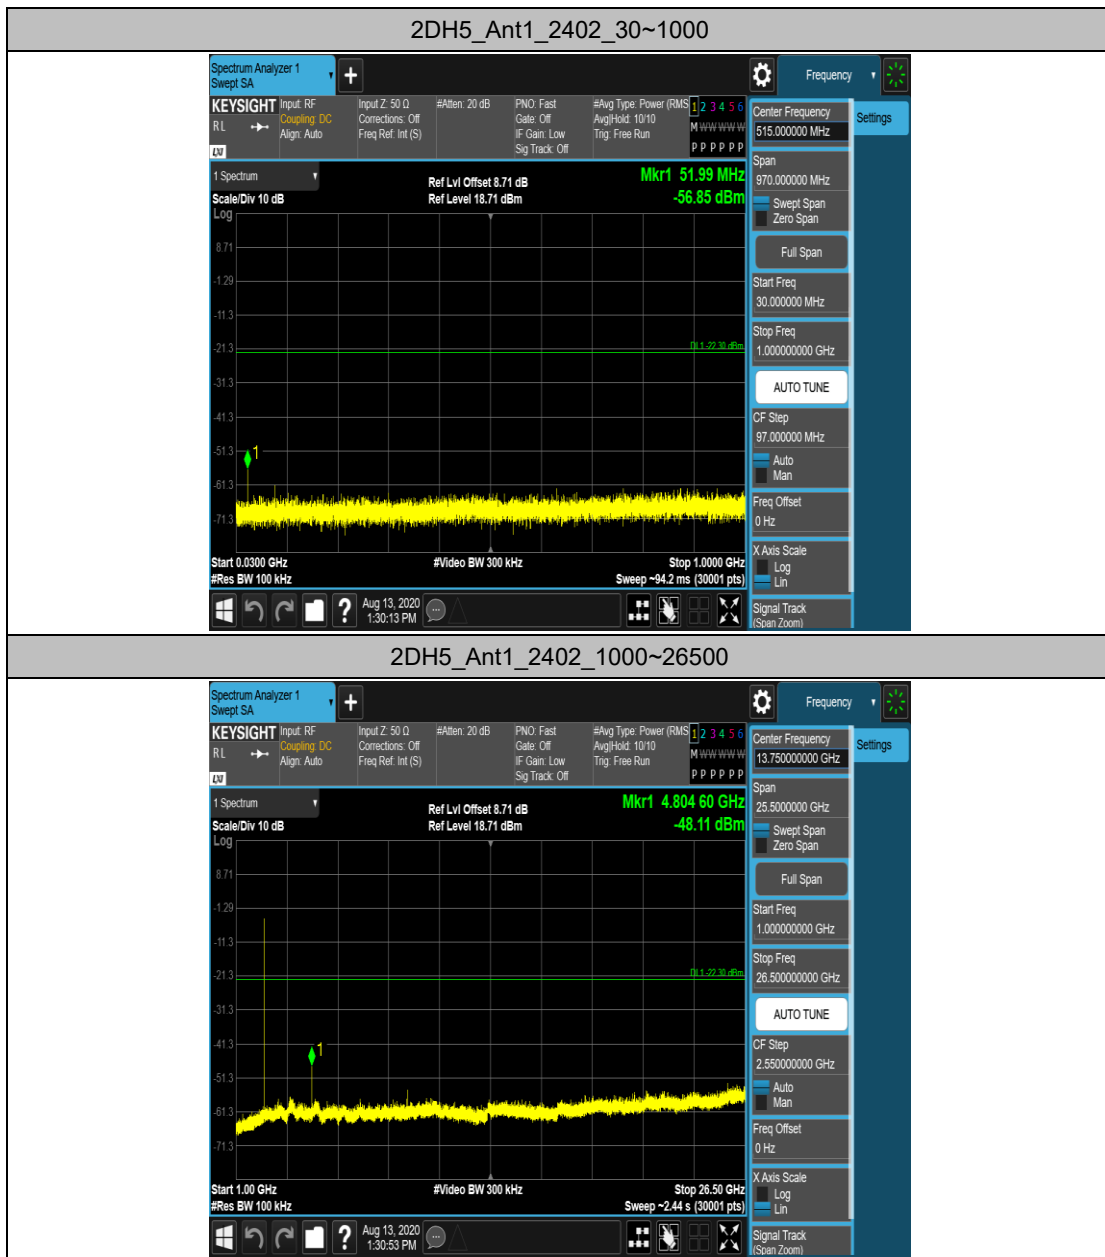 2DH5_Ant1_2402_30~1000
Spectrum Analyzer 1
Swept SA
Frequency
KEYSIGHT
RL
LXI
Input: RF
Coupling: DC
Align: Auto
Input Z: 50 Ω
Corrections: Off
Freq Ref: Int (S)
#Atten: 20 dB
PNO: Fast
Gate: Off
IF Gain: Low
Sig Track: Off
#Avg Type: Power (RMS
Avg|Hold: 10/10
Trig: Free Run
1 2 3 4 5 6
M W W W W W
P P P P P P
Center Frequency
515.000000 MHz
Settings
Span
970.000000 MHz
Swept Span
Zero Span
Full Span
Start Freq
30.000000 MHz
Stop Freq
1.000000000 GHz
AUTO TUNE
CF Step
97.000000 MHz
Auto
Man
Freq Offset
0 Hz
X Axis Scale
Log
Lin
Signal Track
(Span Zoom)
1 Spectrum
Scale/Div 10 dB
Log
Ref Lvl Offset 8.71 dB
Ref Level 18.71 dBm
Mkr1 51.99 MHz
-56.85 dBm
8.71
-1.29
-11.3
-21.3
DL1 -22.30 dBm
-31.3
-41.3
-51.3
1
-61.3
-71.3
Start 0.0300 GHz
#Res BW 100 kHz
#Video BW 300 kHz
Stop 1.0000 GHz
Sweep ~94.2 ms (30001 pts)
?
Aug 13, 2020
1:30:13 PM
2DH5_Ant1_2402_1000~26500
Spectrum Analyzer 1
Swept SA
Frequency
KEYSIGHT
RL
LXI
Input: RF
Coupling: DC
Align: Auto
Input Z: 50 Ω
Corrections: Off
Freq Ref: Int (S)
#Atten: 20 dB
PNO: Fast
Gate: Off
IF Gain: Low
Sig Track: Off
#Avg Type: Power (RMS
Avg|Hold: 10/10
Trig: Free Run
1 2 3 4 5 6
M W W W W W
P P P P P P
Center Frequency
13.750000000 GHz
Settings
Span
25.5000000 GHz
Swept Span
Zero Span
Full Span
Start Freq
1.000000000 GHz
Stop Freq
26.500000000 GHz
AUTO TUNE
CF Step
2.550000000 GHz
Auto
Man
Freq Offset
0 Hz
X Axis Scale
Log
Lin
Signal Track
(Span Zoom)
1 Spectrum
Scale/Div 10 dB
Log
Ref Lvl Offset 8.71 dB
Ref Level 18.71 dBm
Mkr1 4.804 60 GHz
-48.11 dBm
8.71
-1.29
-11.3
-21.3
DL1 -22.30 dBm
-31.3
-41.3
1
-51.3
-61.3
-71.3
Start 1.00 GHz
#Res BW 100 kHz
#Video BW 300 kHz
Stop 26.50 GHz
Sweep ~2.44 s (30001 pts)
?
Aug 13, 2020
1:30:53 PM